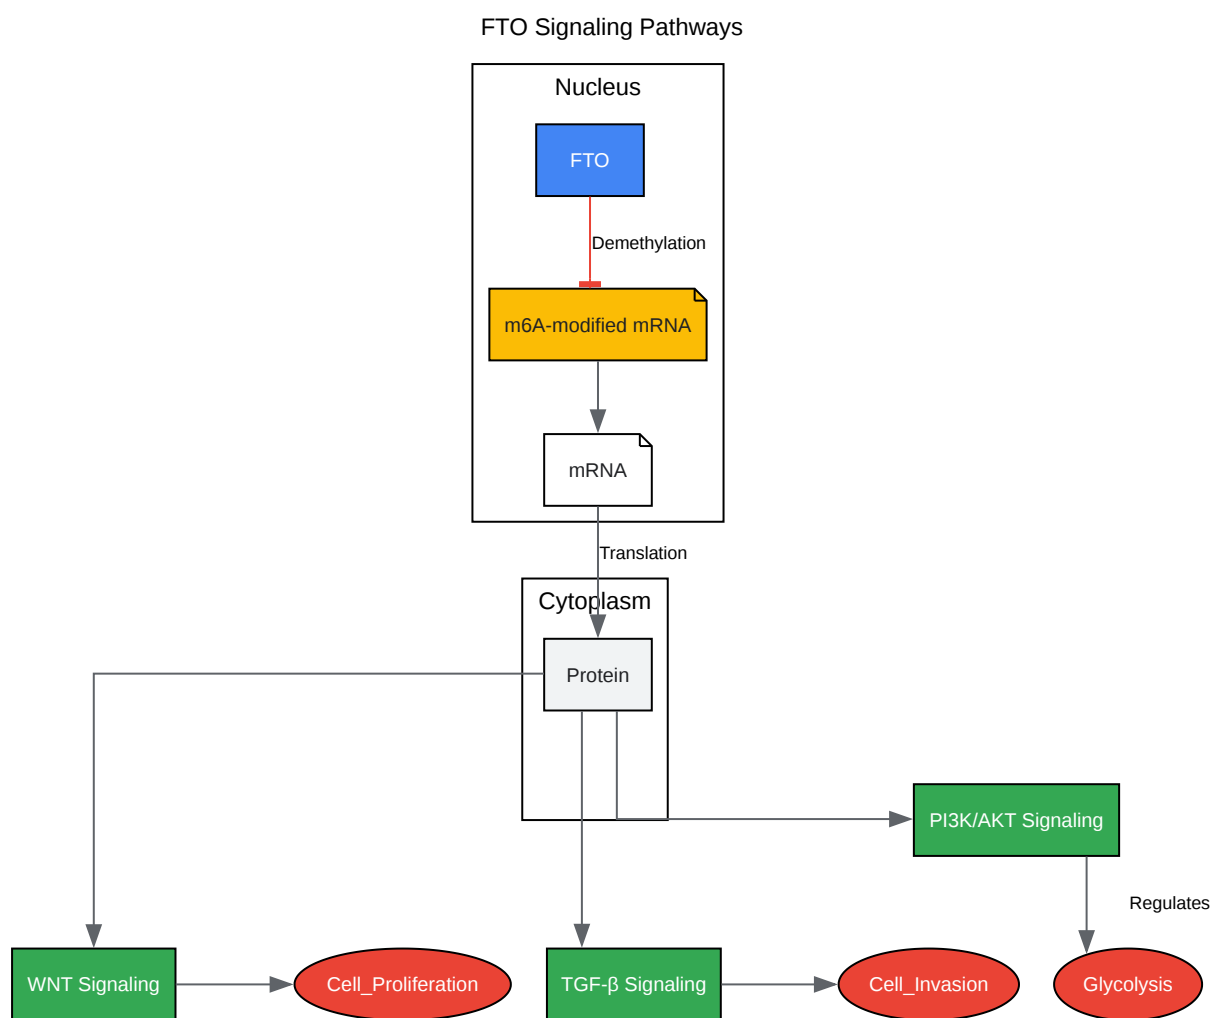 FTO Signaling Pathways
Nucleus
FTO
Demethylation
m6A-modified mRNA
mRNA
Translation
Cytoplasm
Protein
PI3K/AKT Signaling
Regulates
WNT Signaling
Cell_Proliferation
TGF-β Signaling
Cell_Invasion
Glycolysis